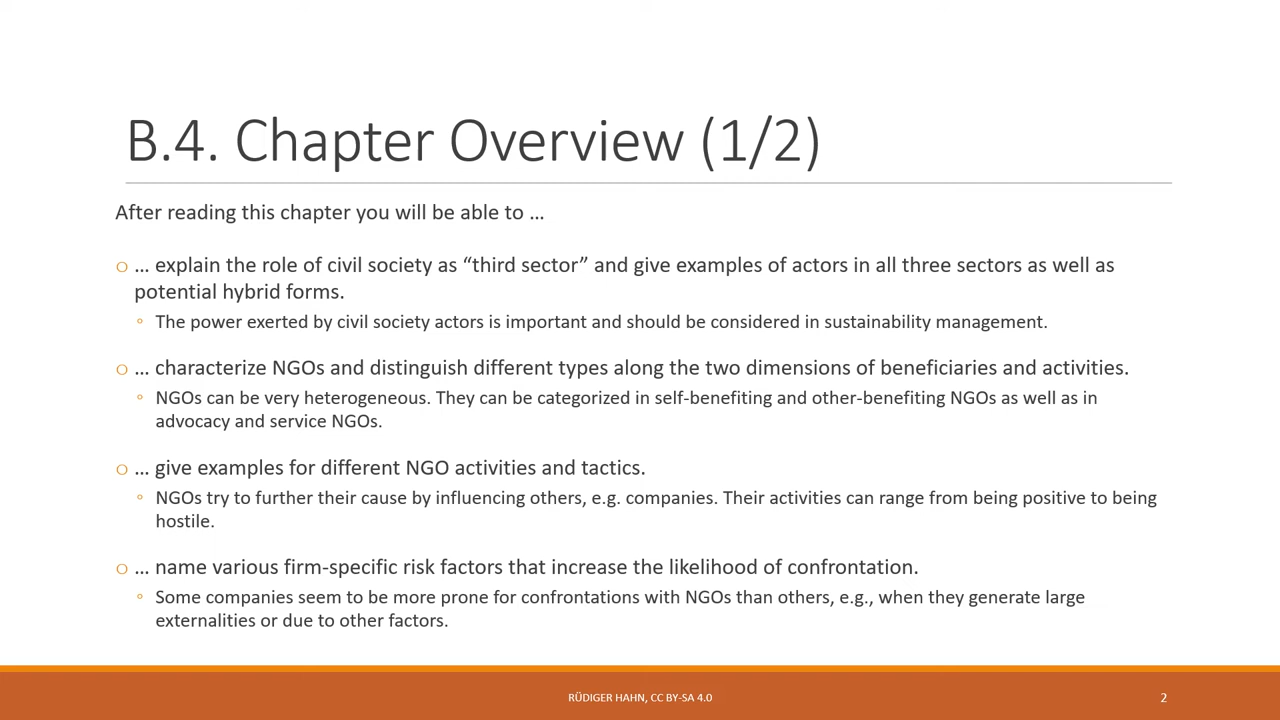 B.4. Chapter Overview (1/2)
After reading this chapter you will be able to …
o … explain the role of civil society as “third sector” and give examples of actors in all three sectors as well as
potential hybrid forms.
◦ The power exerted by civil society actors is important and should be considered in sustainability management.
o … characterize NGOs and distinguish different types along the two dimensions of beneficiaries and activities.
◦ NGOs can be very heterogeneous. They can be categorized in self-benefiting and other-benefiting NGOs as well as in
advocacy and service NGOs.
o … give examples for different NGO activities and tactics.
◦ NGOs try to further their cause by influencing others, e.g. companies. Their activities can range from being positive to being
hostile.
o … name various firm-specific risk factors that increase the likelihood of confrontation.
◦ Some companies seem to be more prone for confrontations with NGOs than others, e.g., when they generate large
externalities or due to other factors.
RÜDIGER HAHN, CC BY-SA 4.0
2